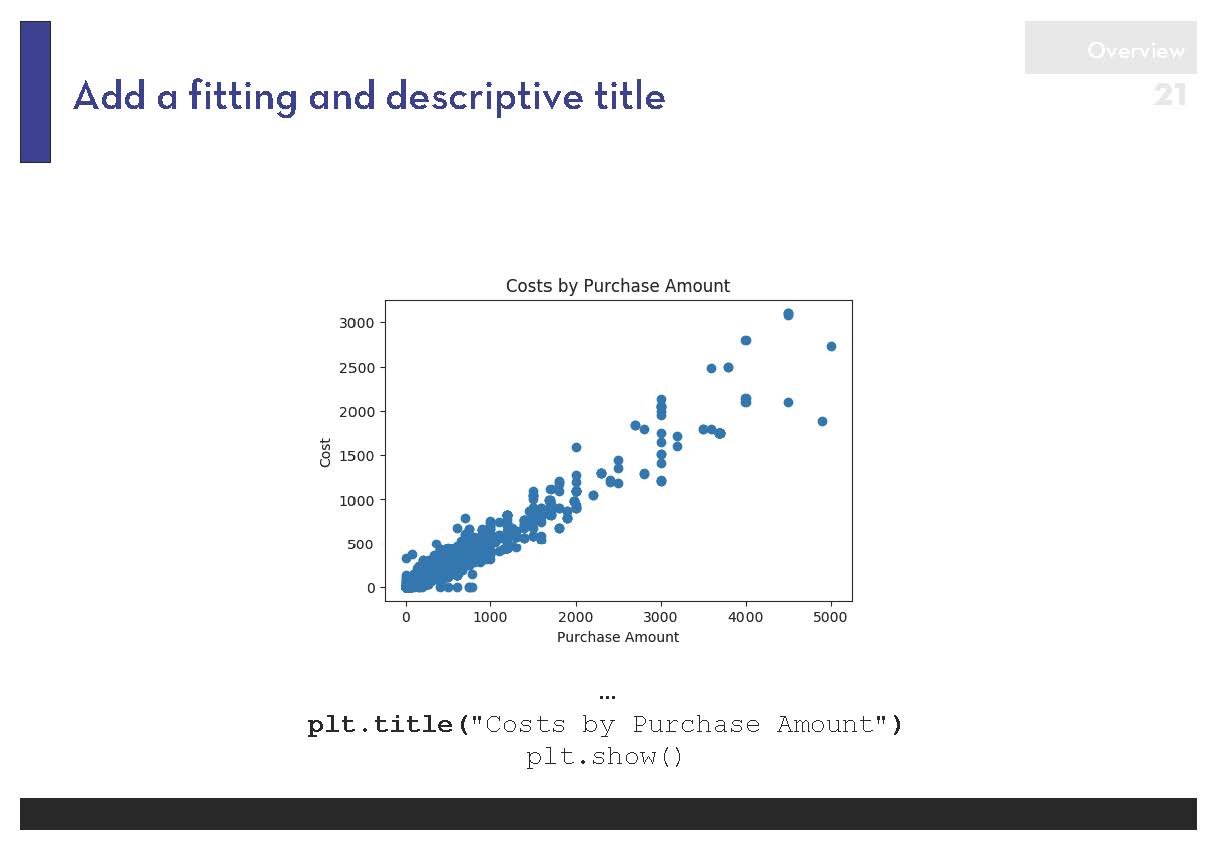 Overview
Add a fitting and descriptive title
21
Costs by Purchase Amount
3000
2500
2000
1500
1000
500
0
Cost
0 1000 2000 3000 4000 5000
Purchase Amount
…
plt.title("Costs by Purchase Amount")
plt.show()